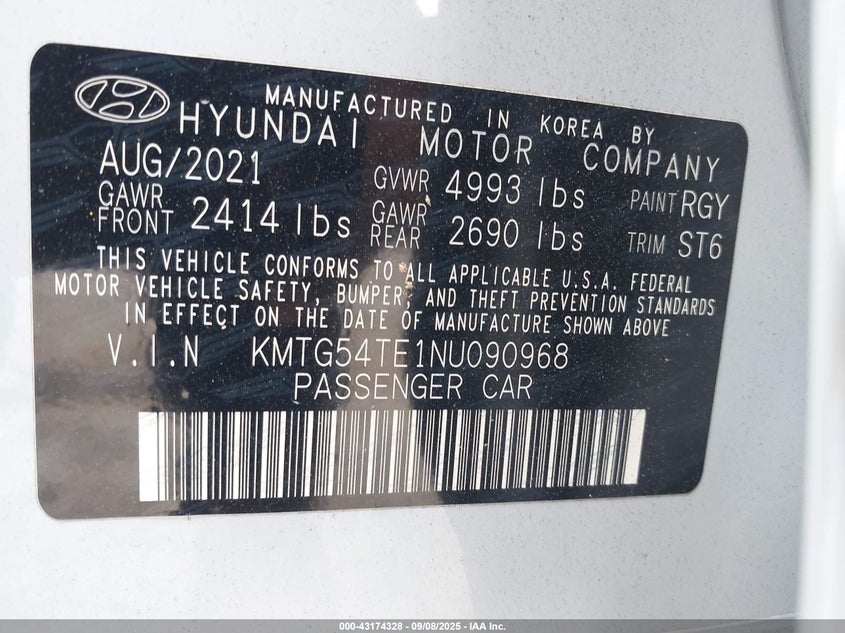 MANUFACTURED IN KOREA BY
HYUNDAI MOTOR COMPANY
AUG/2021 GVWR 4993 lbs PAINT RGY
GAWR FRONT 2414 lbs GAWR REAR 2690 lbs TRIM ST6
THIS VEHICLE CONFORMS TO ALL APPLICABLE U.S.A. FEDERAL
MOTOR VEHICLE SAFETY, BUMPER, AND THEFT PREVENTION STANDARDS
IN EFFECT ON THE DATE OF MANUFACTURE SHOWN ABOVE
V.I.N KMTG54TE1NU090968
PASSENGER CAR
000-43174328 - 09/08/2025 - IAA Inc.